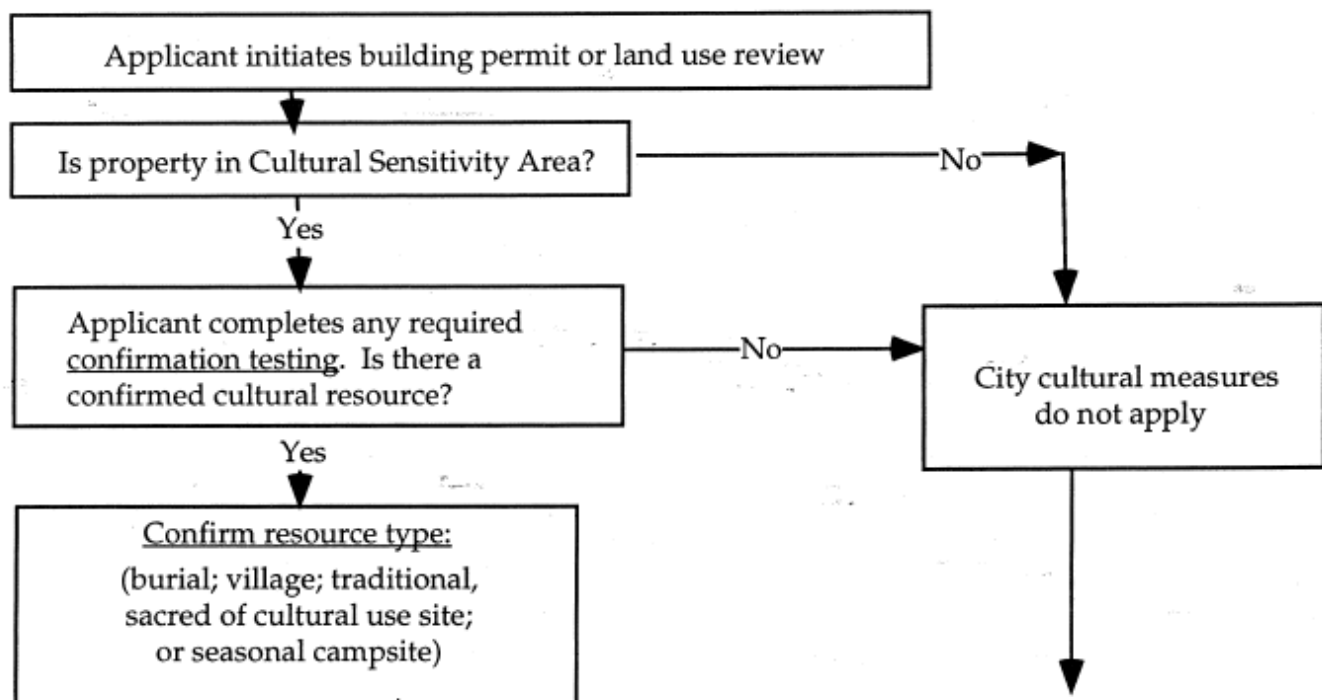 Applicant initiates building permit or land use review
Is property in Cultural Sensitivity Area?
No
Yes
Applicant completes any required
confirmation testing. Is there a
confirmed cultural resource?
No
City cultural measures
do not apply
Yes
Confirm resource type:
(burial; village; traditional,
sacred of cultural use site;
or seasonal campsite)